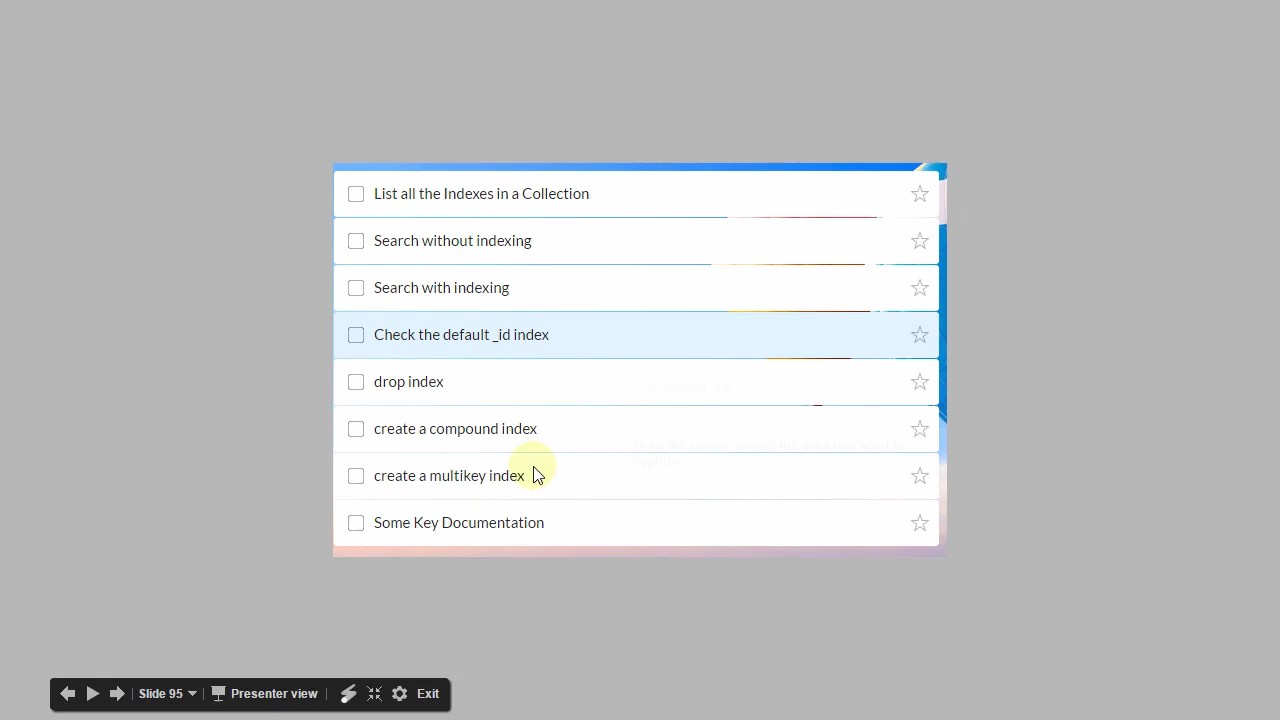 List all the Indexes in a Collection
Search without indexing
Search with indexing
Check the default _id index
drop index
create a compound index
create a multikey index
Some Key Documentation
Slide 95
Presenter view
Exit